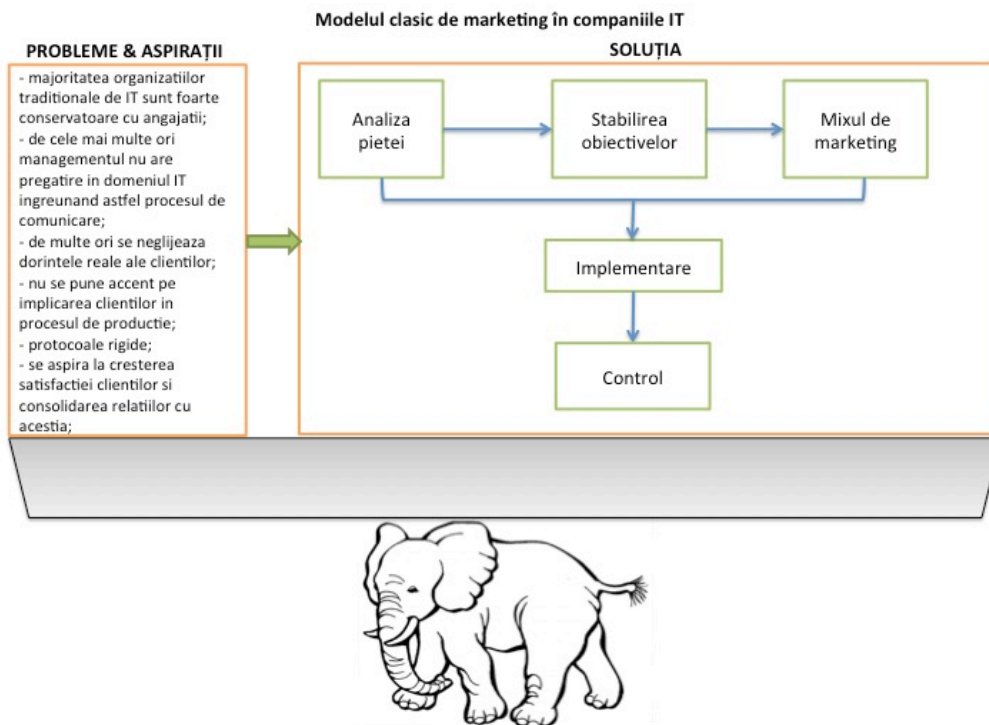 Modelul clasic de marketing în companiile IT
PROBLEME & ASPIRAȚII
- majoritatea organizatiilor
traditionale de IT sunt foarte
conservatoare cu angajatii;
- de cele mai multe ori
managementul nu are
pregatire in domeniul IT
ingreunand astfel procesul de
comunicare;
- de multe ori se neglijeaza
dorintele reale ale clientilor;
- nu se pune accent pe
implicarea clientilor in
procesul de productie;
- protocoale rigide;
- se aspira la cresterea
satisfactiei clientilor si
consolidarea relatiilor cu
acestia;
SOLUȚIA
Analiza
pietei
Stabilirea
obiectivelor
Mixul de
marketing
Implementare
Control